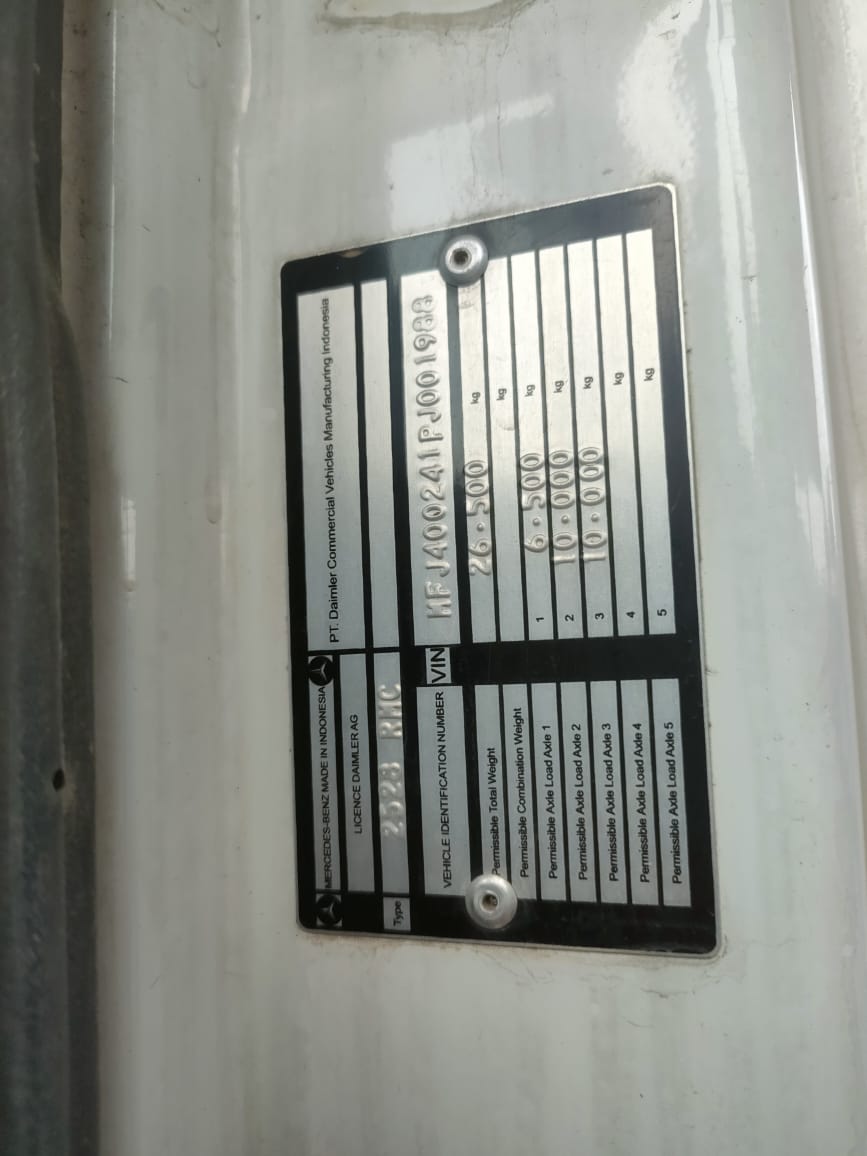 MERCEDES-BENZ MADE IN INDONESIA
PT. Daimler Commercial Vehicles Manufacturing Indonesia
LICENCE DAIMLER AG
Type 2528 RMC
VEHICLE IDENTIFICATION NUMBER VIN MFJ400241PJ001988
Permissible Total Weight 26.500 kg
Permissible Combination Weight kg
Permissible Axle Load Axle 1 1 6.500 kg
Permissible Axle Load Axle 2 2 10.000 kg
Permissible Axle Load Axle 3 3 10.000 kg
Permissible Axle Load Axle 4 4 kg
Permissible Axle Load Axle 5 5 kg